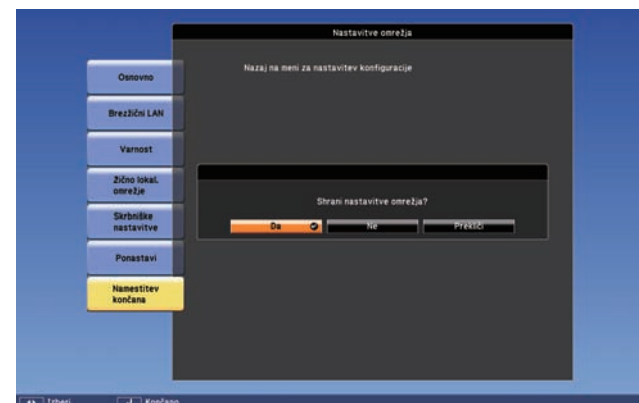 Nastavitve omrežja
Nazaj na meni za nastavitev konfiguracije
Osnovno
Brezžični LAN
Varnost
Žično lokal.
omrežje
Skrbniške
nastavitve
Ponastavi
Namestitev
končana
Shrani nastavitve omrežja?
Da Ne Prekliči
Izberi Končano